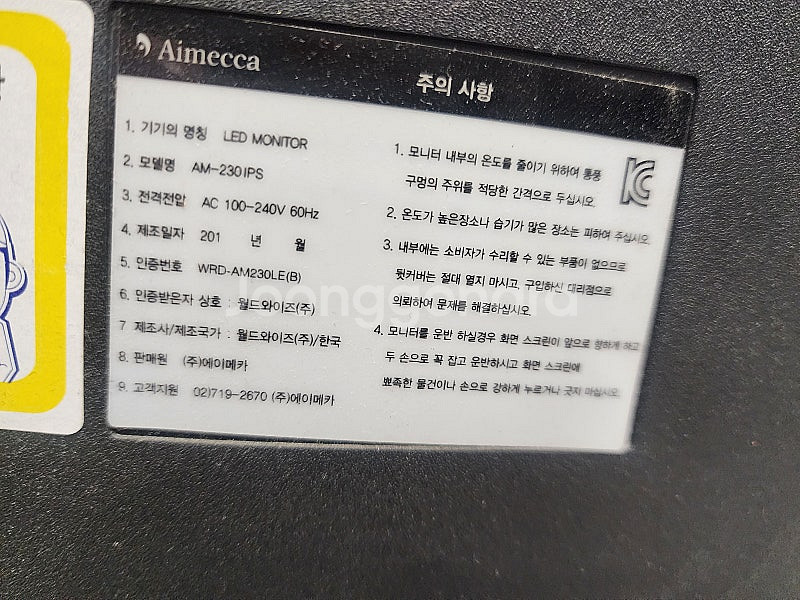 Aimecca
주의 사항
1. 기기의 명칭 LED MONITOR
2. 모델명 AM-230IPS
3. 전격전압 AC 100-240V 60Hz
4. 제조일자 201 년 월
5. 인증번호 WRD-AM230LE(B)
6. 인증받은자 상호 : 월드와이즈(주)
7 제조사/제조국가 : 월드와이즈(주)/한국
8. 판매원 (주)에이메카
9. 고객지원 02)719-2670 (주)에이메카
1. 모니터 내부의 온도를 줄이기 위하여 통풍
구멍의 주위를 적당한 간격으로 두십시요.
2. 온도가 높은장소나 습기가 많은 장소는 피하여 주십시요.
3. 내부에는 소비자가 수리할 수 있는 부품이 없으므로
뒷커버는 절대 열지 마시고, 구입하신 대리점으로
의뢰하여 문제를 해결하십시요.
4. 모니터를 운반 하실경우 화면 스크린이 앞으로 향하게 하고
두 손으로 꼭 잡고 운반하시고 화면 스크린에
뾰족한 물건이나 손으로 강하게 누르거나 긋지 마십시요.
Joonggonara